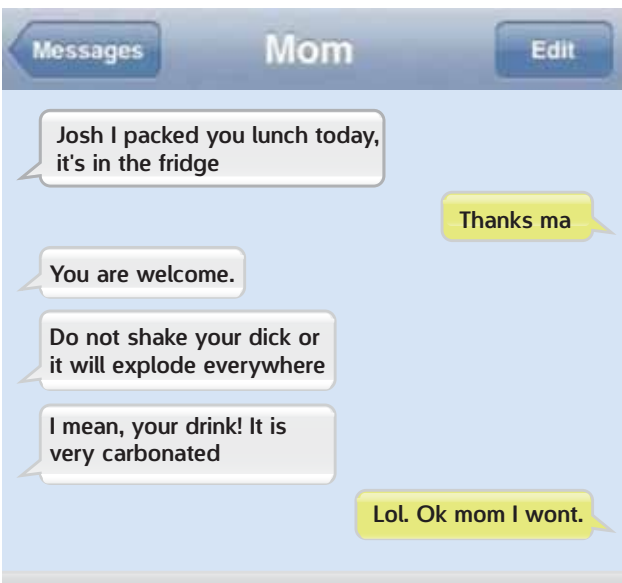 Messages
Mom
Edit
Josh I packed you lunch today,
it's in the fridge
Thanks ma
You are welcome.
Do not shake your dick or
it will explode everywhere
I mean, your drink! It is
very carbonated
Lol. Ok mom I wont.